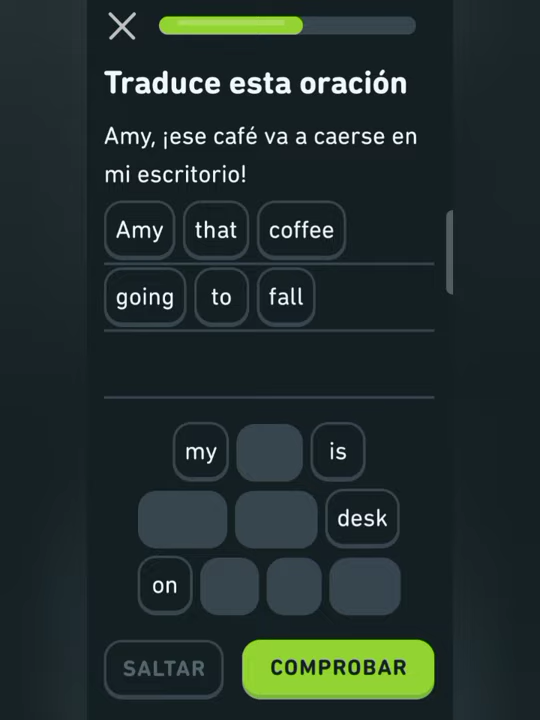 Traduce esta oración
Amy, ¡ese café va a caerse en
mi escritorio!
Amy that coffee
going to fall
my is
desk
on
SALTAR COMPROBAR